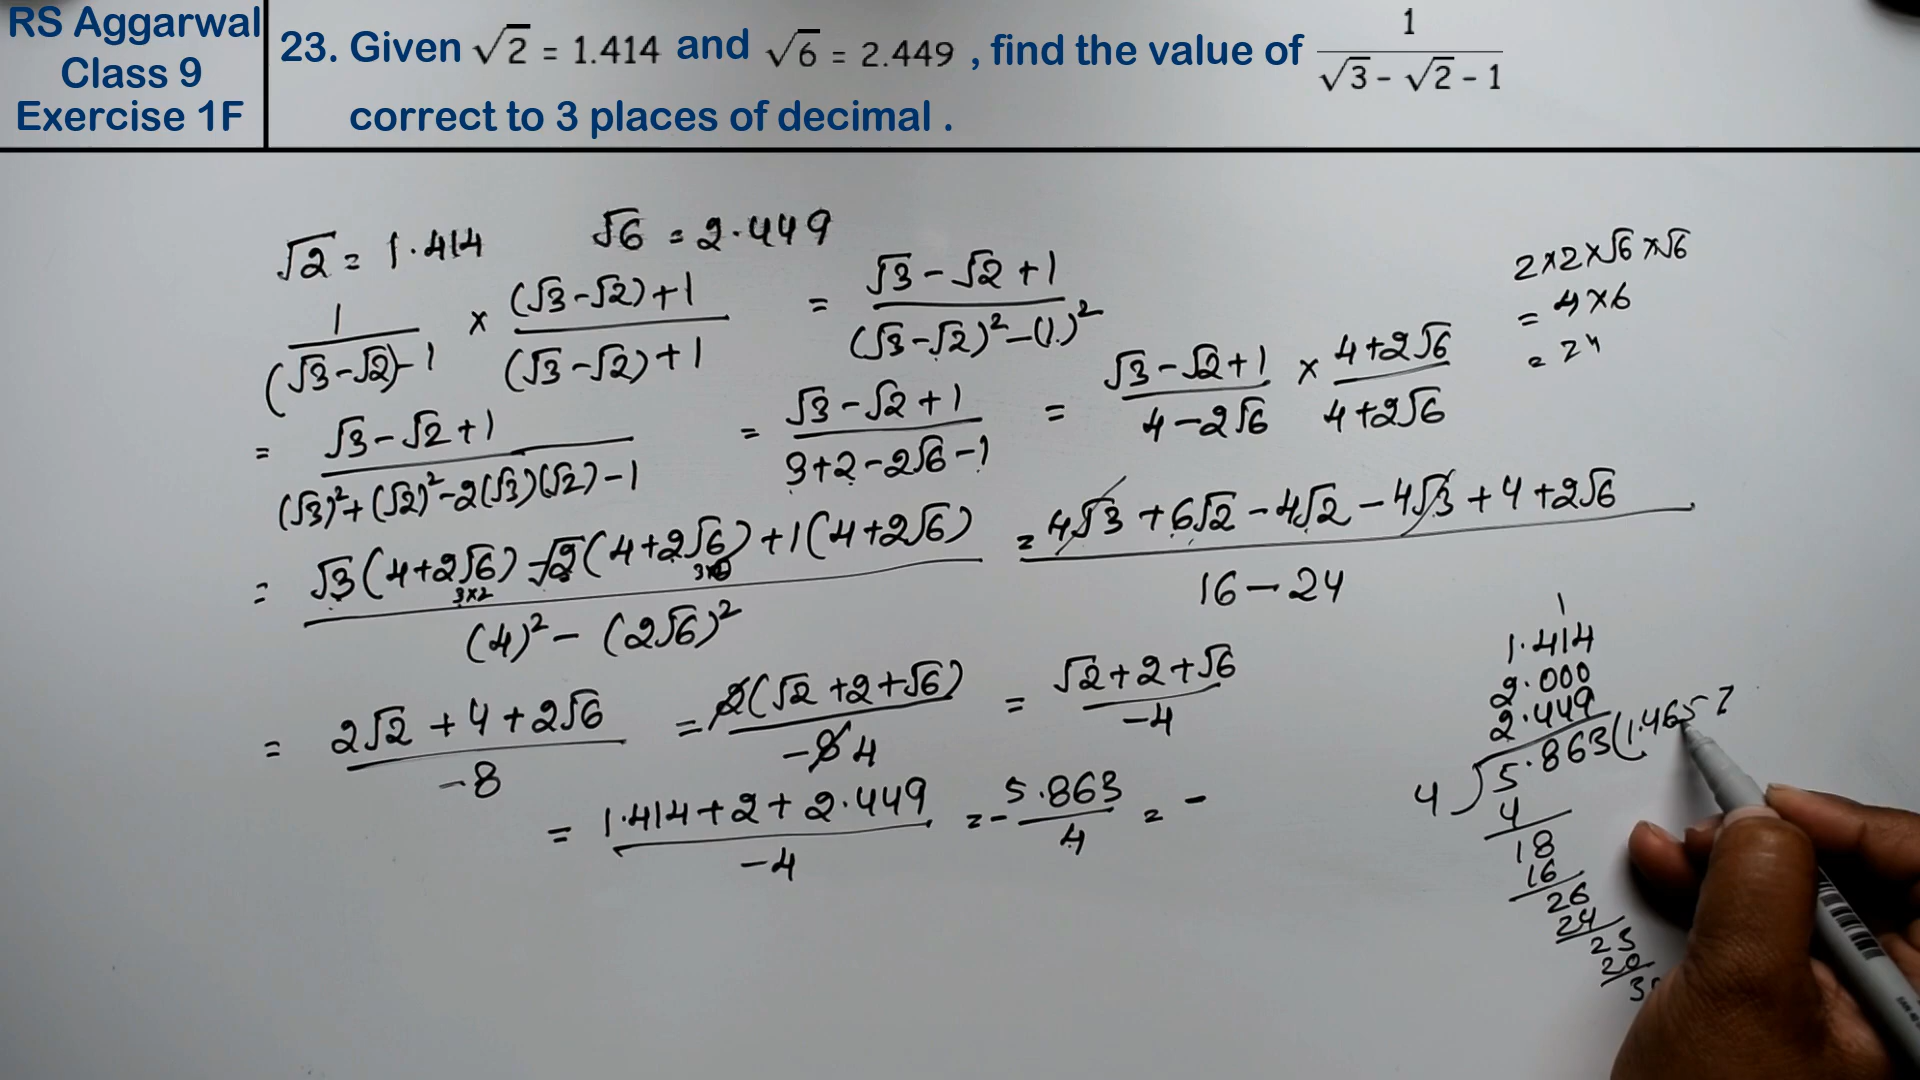 RS Aggarwal
Class 9
Exercise 1F
23. Given √2 = 1.414 and √6 = 2.449 , find the value of 1/(√3 - √2 - 1)
correct to 3 places of decimal .
√2 = 1.414 √6 = 2.449
1/((√3-√2)-1) × ((√3-√2)+1)/((√3-√2)+1) = (√3-√2+1)/((√3-√2)²-(1)²)
= (√3-√2+1)/((√3)²+(√2)²-2(√3)(√2)-1) = (√3-√2+1)/(3+2-2√6-1) = (√3-√2+1)/(4-2√6) × (4+2√6)/(4+2√6)
= (√3(4+2√6)-√2(4+2√6)+1(4+2√6))/((4)²-(2√6)²) = (4√3+6√2-4√2-4√3+4+2√6)/(16-24)
3×2
= (2√2+4+2√6)/-8 = 2(√2+2+√6)/-8 4 = (√2+2+√6)/-4
= (1.414+2+2.449)/-4 = -5.863/4 = -
2×2×√6×√6
= 4×6
= 24
1
1.414
2.000
2.449
4 ) 5.863 ( 1.4657
4
18
16
26
24
23
20
3